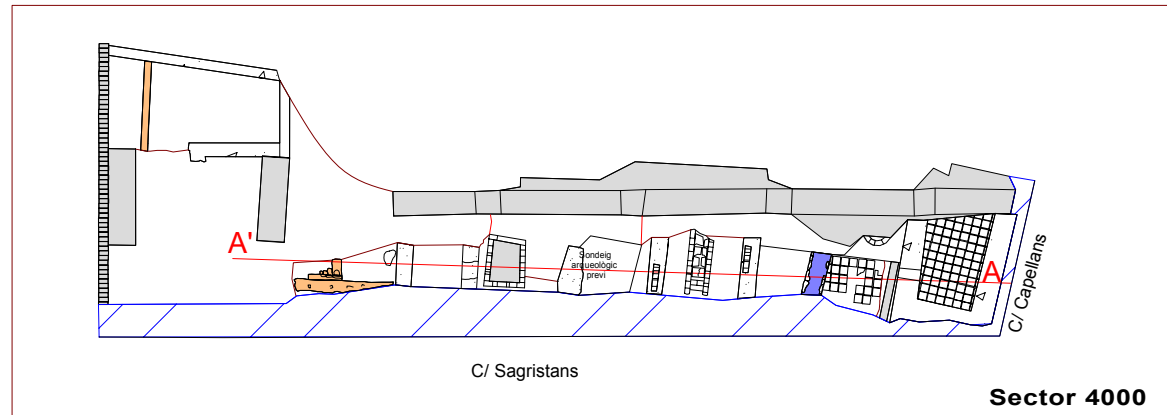 A'
Sondeig
arqueològic
previ
A
C/ Capellans
C/ Sagristans
Sector 4000